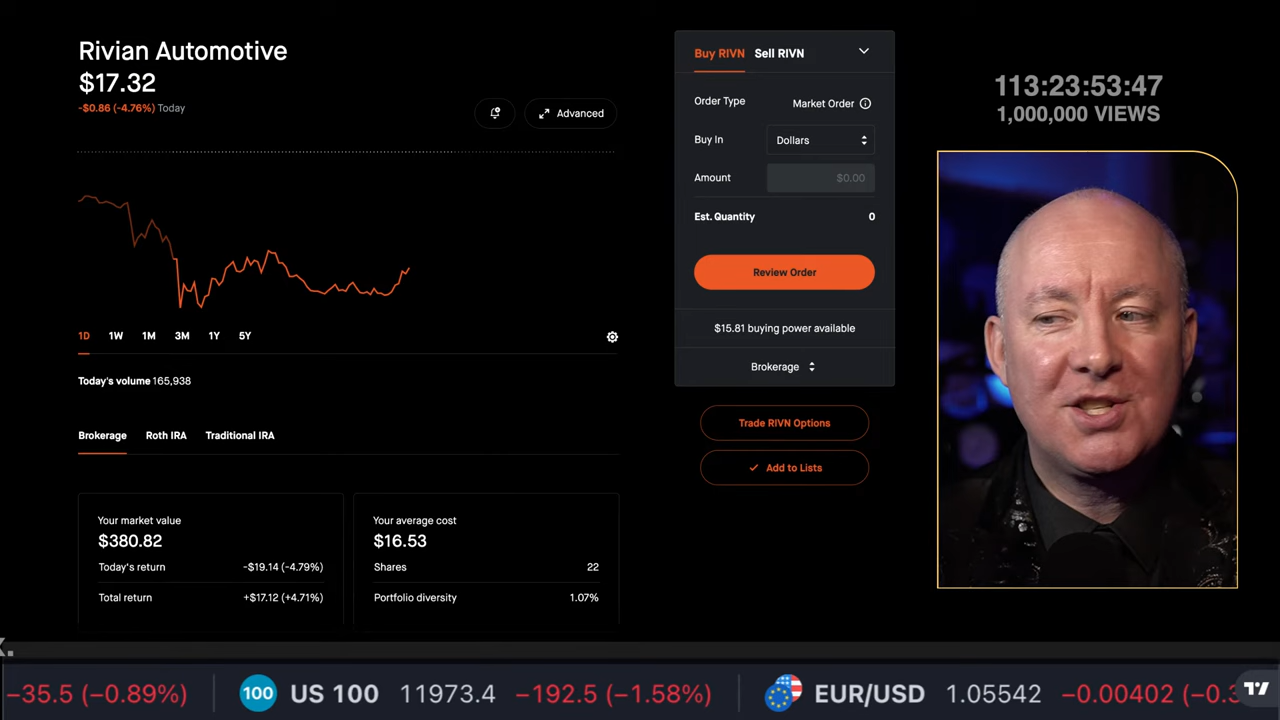 Rivian Automotive
$17.32
-$0.86 (-4.76%) Today
Advanced
1D 1W 1M 3M 1Y 5Y
Today's volume 165,938
Brokerage Roth IRA Traditional IRA
Your market value
$380.82
Today's return -$19.14 (-4.79%)
Total return +$17.12 (+4.71%)
Your average cost
$16.53
Shares 22
Portfolio diversity 1.07%
Buy RIVN Sell RIVN
Order Type Market Order
Buy In Dollars
Amount $0.00
Est. Quantity 0
Review Order
$15.81 buying power available
Brokerage
Trade RIVN Options
Add to Lists
113:23:53:47
1,000,000 VIEWS
−35.5 (−0.89%) 100 US 100 11973.4 −192.5 (−1.58%) EUR/USD 1.05542 −0.00402